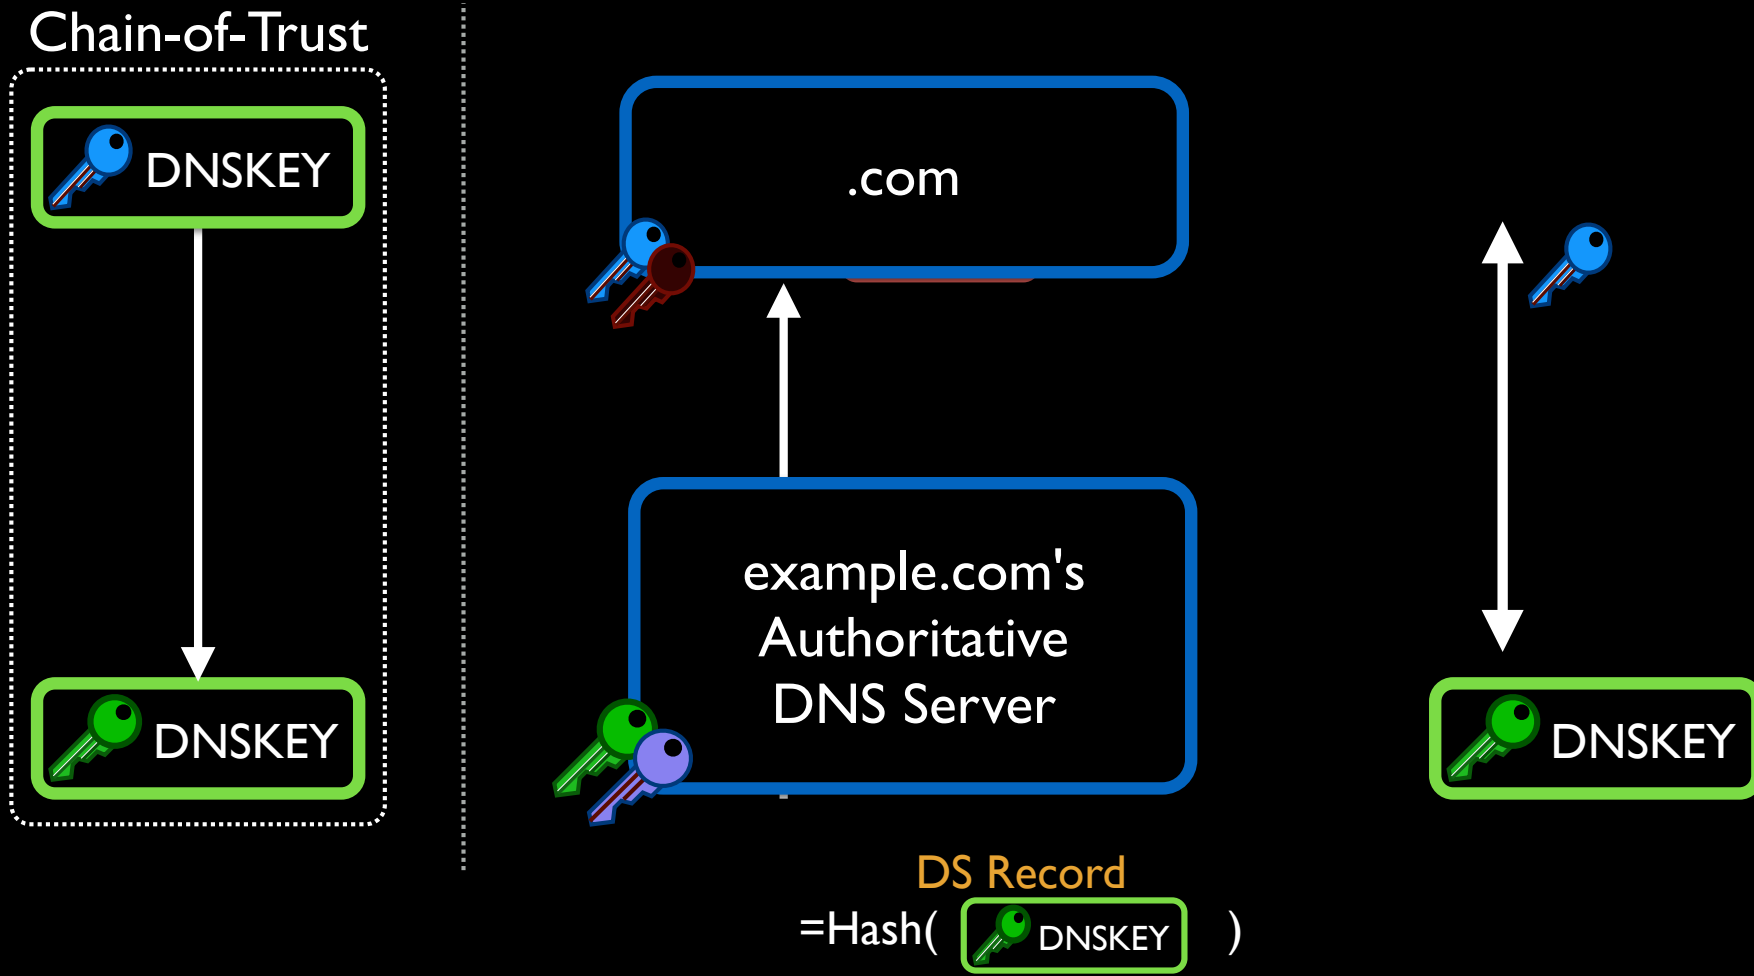 Chain-of-Trust
DNSKEY
DNSKEY
.com
example.com's
Authoritative
DNS Server
DNSKEY
DS Record
=Hash( DNSKEY )